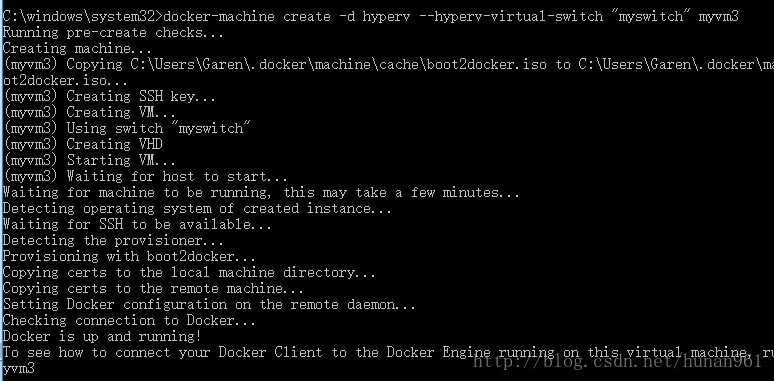 C:\windows\system32>docker-machine create -d hyperv --hyperv-virtual-switch "myswitch" myvm3
Running pre-create checks...
Creating machine...
(myvm3) Copying C:\Users\Garen\.docker\machine\cache\boot2docker.iso to C:\Users\Garen\.docker\ma
ot2docker.iso...
(myvm3) Creating SSH key...
(myvm3) Creating VM...
(myvm3) Using switch "myswitch"
(myvm3) Creating VHD
(myvm3) Starting VM...
(myvm3) Waiting for host to start...
Waiting for machine to be running, this may take a few minutes...
Detecting operating system of created instance...
Waiting for SSH to be available...
Detecting the provisioner...
Provisioning with boot2docker...
Copying certs to the local machine directory...
Copying certs to the remote machine...
Setting Docker configuration on the remote daemon...
Checking connection to Docker...
Docker is up and running!
To see how to connect your Docker Client to the Docker Engine running on this virtual machine, ru
yvm3
http://blog.csdn.net/hunan961